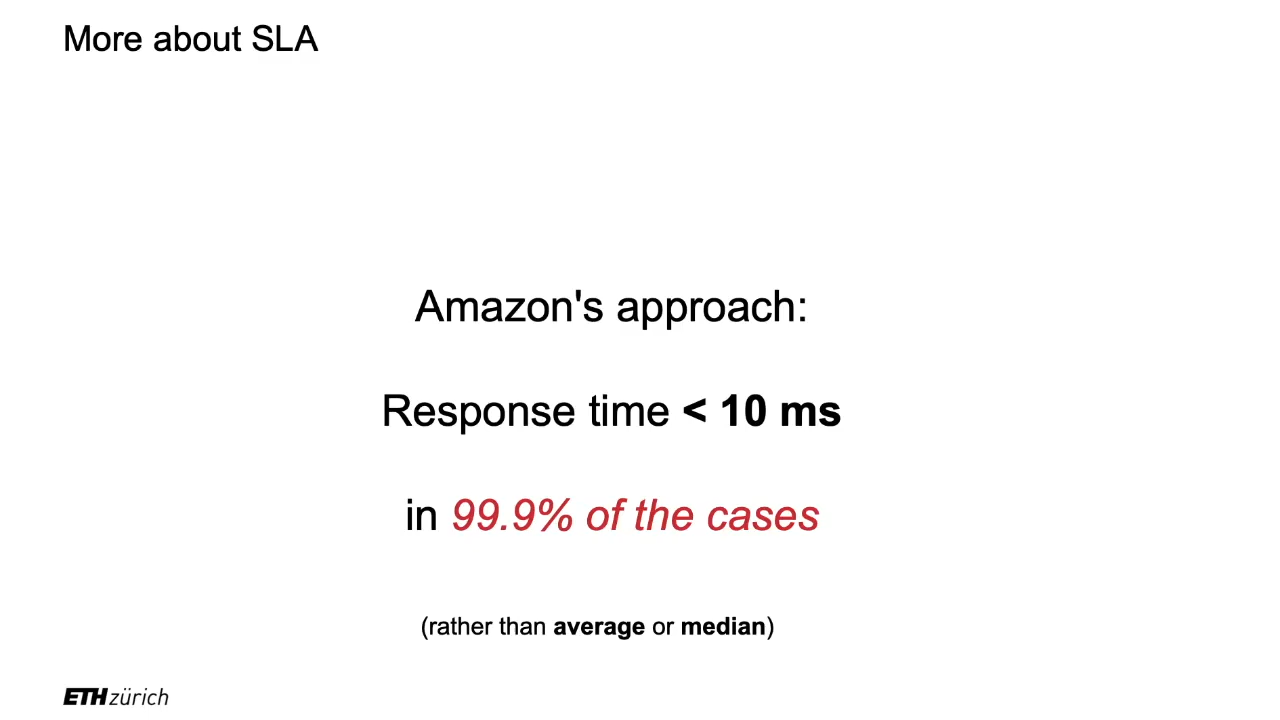 More about SLA
Amazon's approach:
Response time < 10 ms
in 99.9% of the cases
(rather than average or median)
ETH zürich